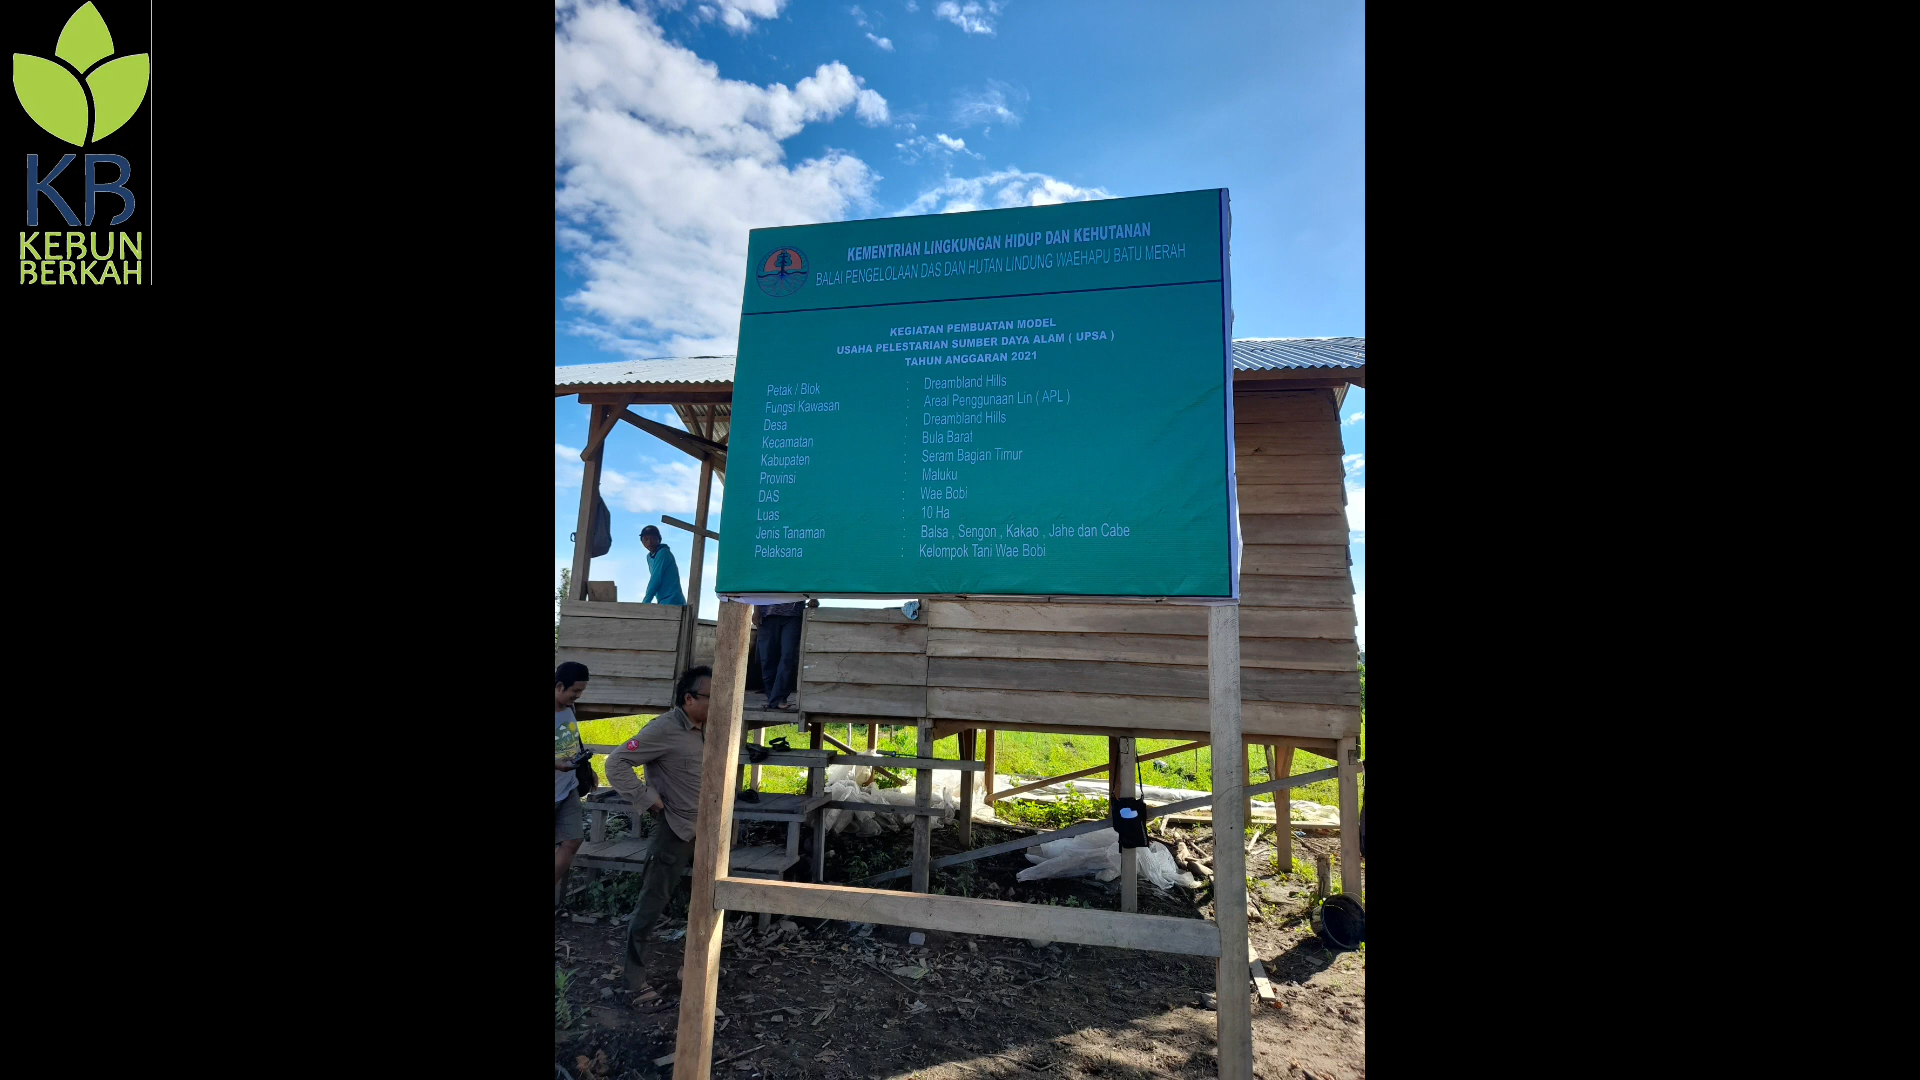 KB
KEBUN
BERKAH
KEMENTRIAN LINGKUNGAN HIDUP DAN KEHUTANAN
BALAI PENGELOLAAN DAS DAN HUTAN LINDUNG WAEHAPU BATU MERAH
KEGIATAN PEMBUATAN MODEL
USAHA PELESTARIAN SUMBER DAYA ALAM ( UPSA )
TAHUN ANGGARAN 2021
Petak / Blok : Dreambland Hills
Fungsi Kawasan : Areal Penggunaan Lin ( APL )
Desa : Dreambland Hills
Kecamatan : Bula Barat
Kabupaten : Seram Bagian Timur
Provinsi : Maluku
DAS : Wae Bobi
Luas : 10 Ha
Jenis Tanaman : Balsa , Sengon , Kakao , Jahe dan Cabe
Pelaksana : Kelompok Tani Wae Bobi